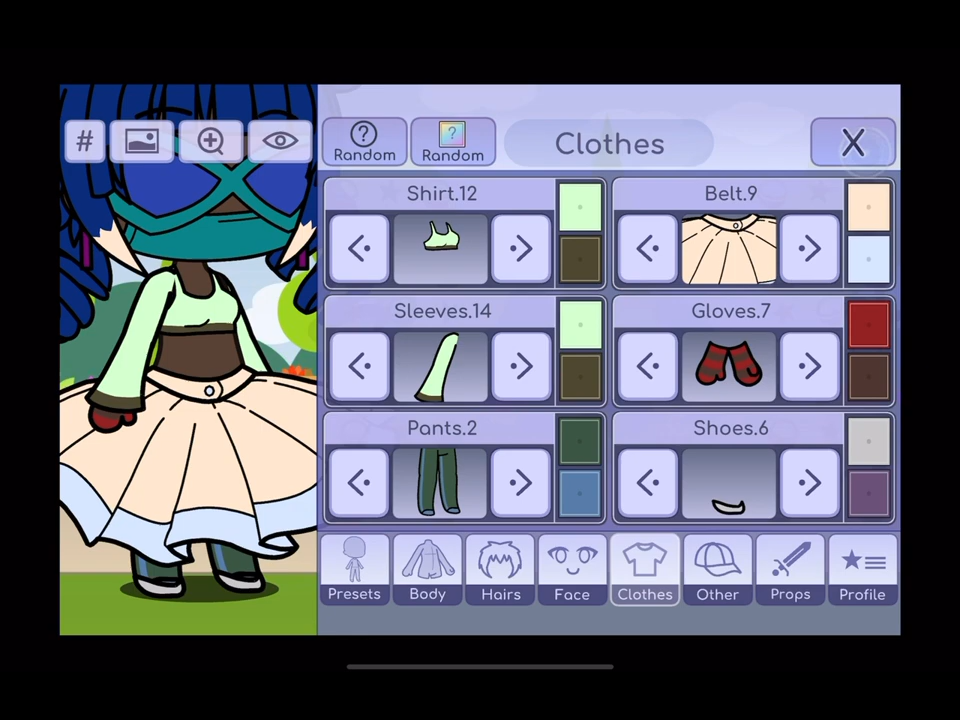 #
Random
Random
Clothes
X
Shirt.12
Belt.9
Sleeves.14
Gloves.7
Pants.2
Shoes.6
Presets
Body
Hairs
Face
Clothes
Other
Props
Profile